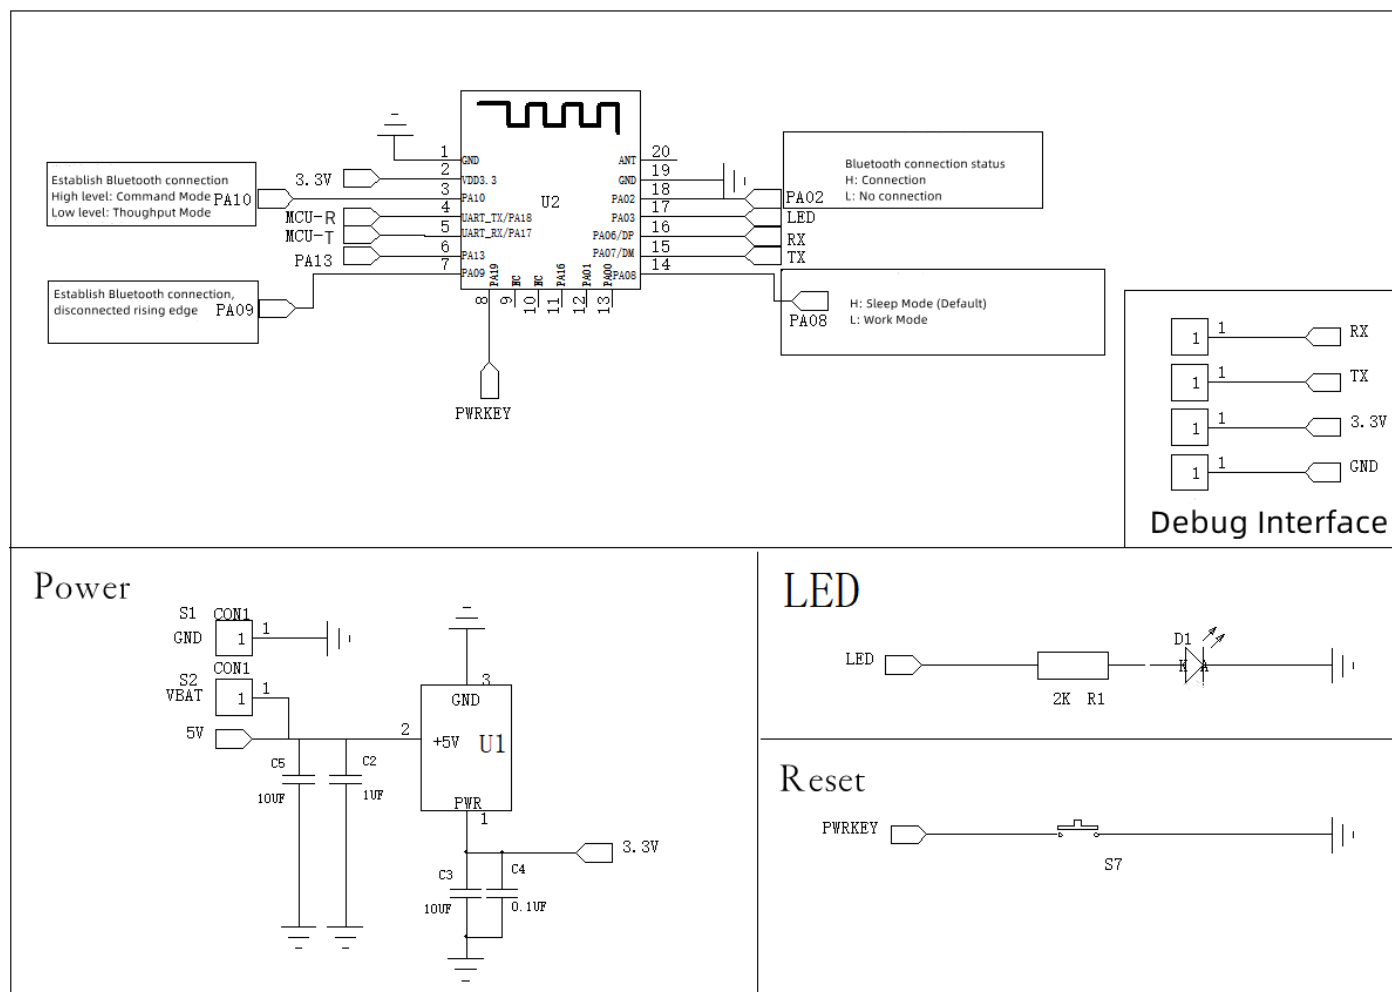 1
GND
ANT
20
2
VDD3.3
GND
19
3
PA10
U2
PA02
18
4
UART_TX/PA18
PA03
17
5
UART_RX/PA17
PA06/DP
16
6
PA13
PA07/DM
15
7
PA09
PA08
14
PA19
NC
NC
PA16
PA01
PA00
8
9
10
11
12
13
Establish Bluetooth connection
High level: Command Mode
Low level: Thoughput Mode
PA10
3.3V
MCU-R
MCU-T
PA13
Establish Bluetooth connection,
disconnected rising edge
PA09
PWRKEY
Bluetooth connection status
H: Connection
L: No connection
PA02
LED
RX
TX
H: Sleep Mode (Default)
L: Work Mode
PA08
1
1
RX
1
1
TX
1
1
3.3V
1
1
GND
Debug Interface
Power
S1
CON1
GND
1
1
S2
CON1
VBAT
1
1
5V
C5
10UF
C2
1UF
2
3
GND
+5V
U1
PWR
1
3.3V
C3
10UF
C4
0.1UF
LED
LED
2K
R1
D1
K
A
Reset
PWRKEY
S7